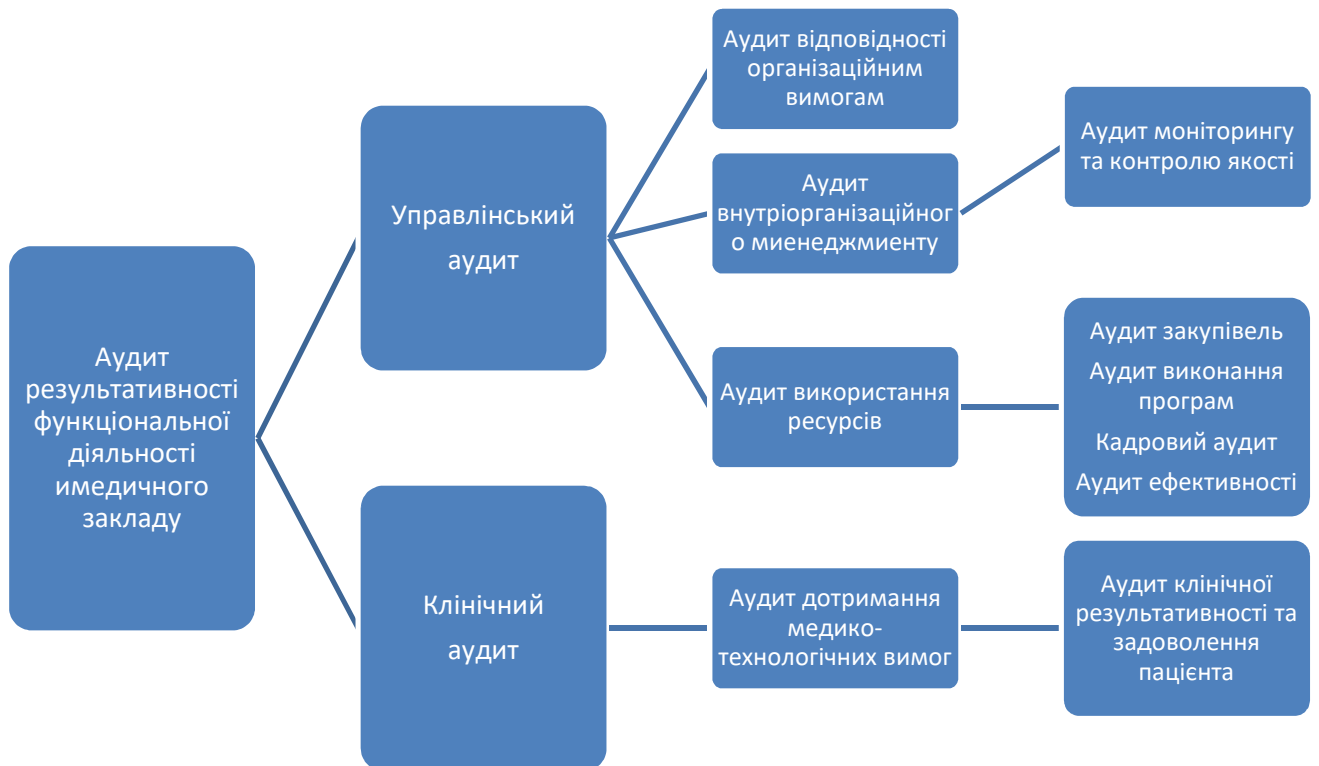 Аудит
результативності
функціональної
діяльності
имедичного
закладу
Управлінський
аудит
Клінічний
аудит
Аудит відповідності
організаційним
вимогам
Аудит
внутріорганізаційног
о миенеджмиенту
Аудит використання
ресурсів
Аудит дотримання
медико-
технологічних вимог
Аудит моніторингу
та контролю якості
Аудит закупівель
Аудит виконання
програм
Кадровий аудит
Аудит ефективності
Аудит клінічної
результативності та
задоволення
пацієнта